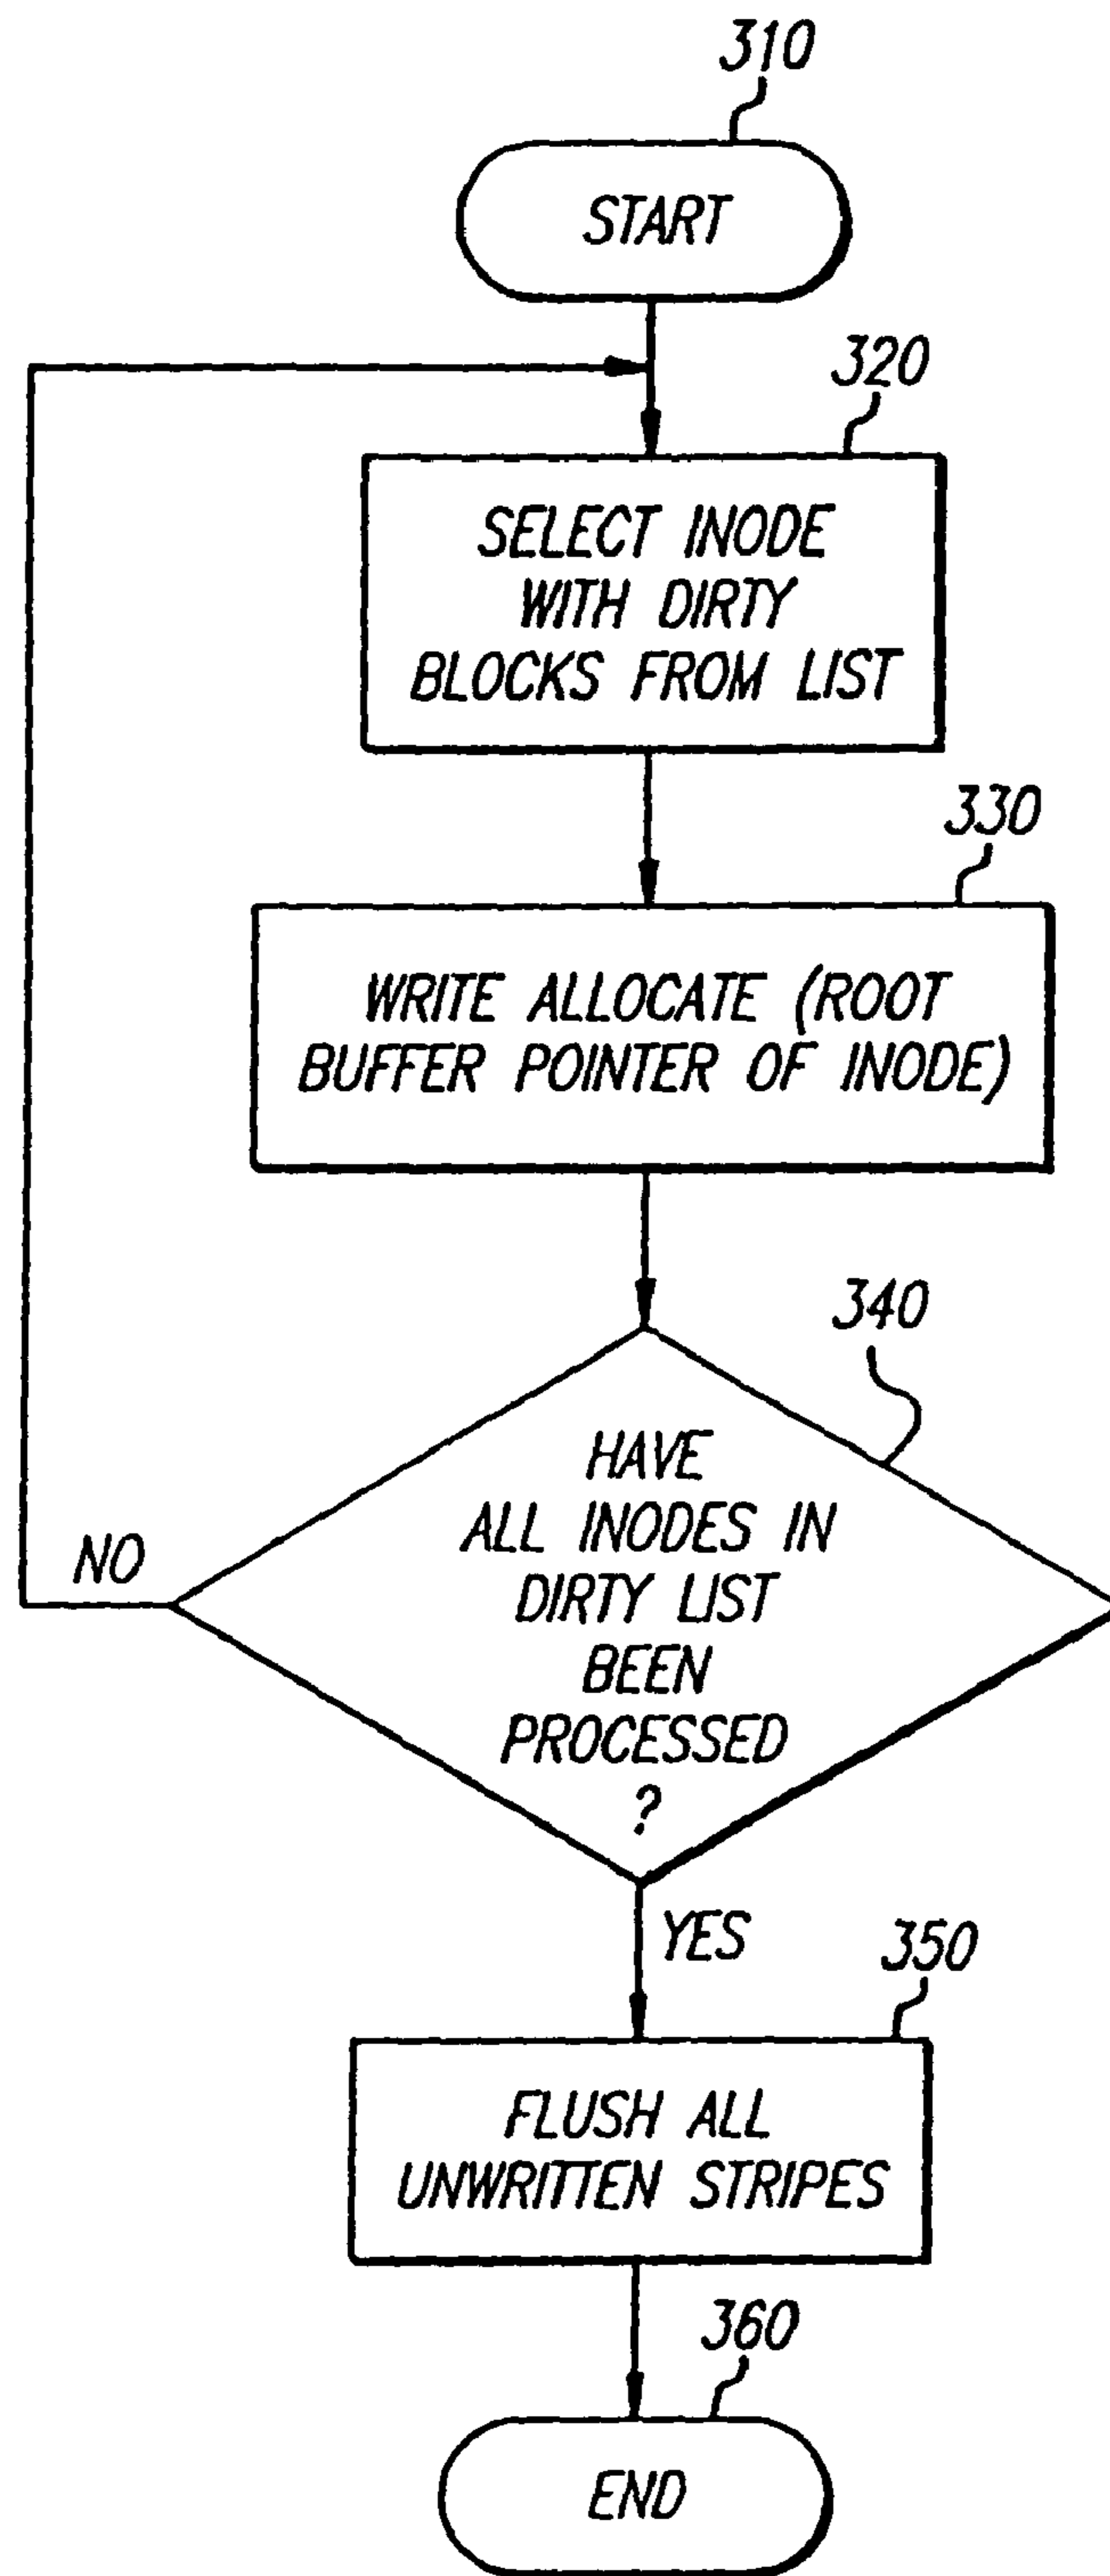 310
START
320
SELECT INODE
WITH DIRTY
BLOCKS FROM LIST
330
WRITE ALLOCATE (ROOT
BUFFER POINTER OF INODE)
340
HAVE
ALL INODES IN
DIRTY LIST
BEEN
PROCESSED
?
NO
YES
350
FLUSH ALL
UNWRITTEN STRIPES
360
END